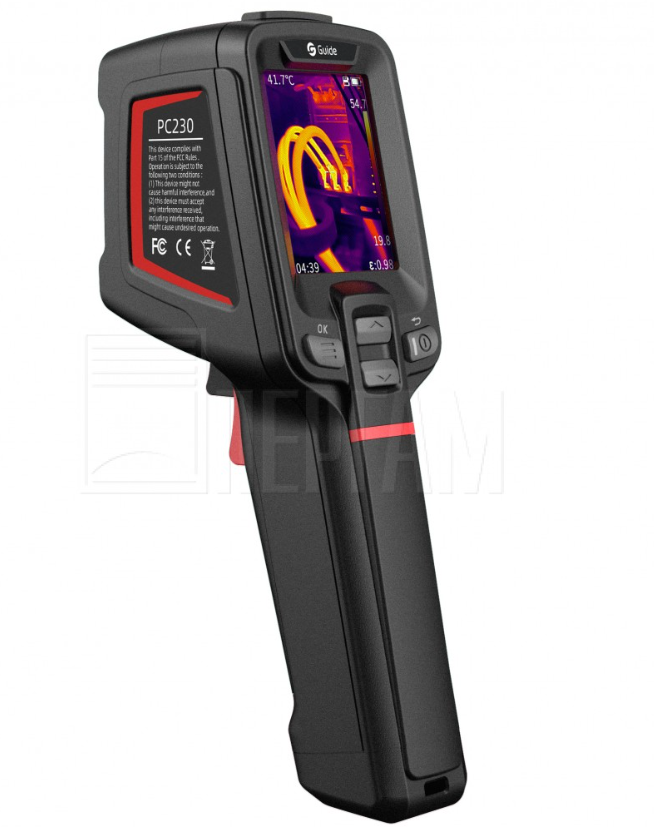 Guide
41.7°C
54.7
19.8
04:39
ε:0.98
PC230
This device complies with
Part 15 of the FCC Rules .
Operation is subject to the
following two conditions :
(1) This device might not
cause harmful interference,and
(2) this device must accept
any interference received,
including interference that
might cause undesired operation.
FC CE
OK
ПЕРГАМ